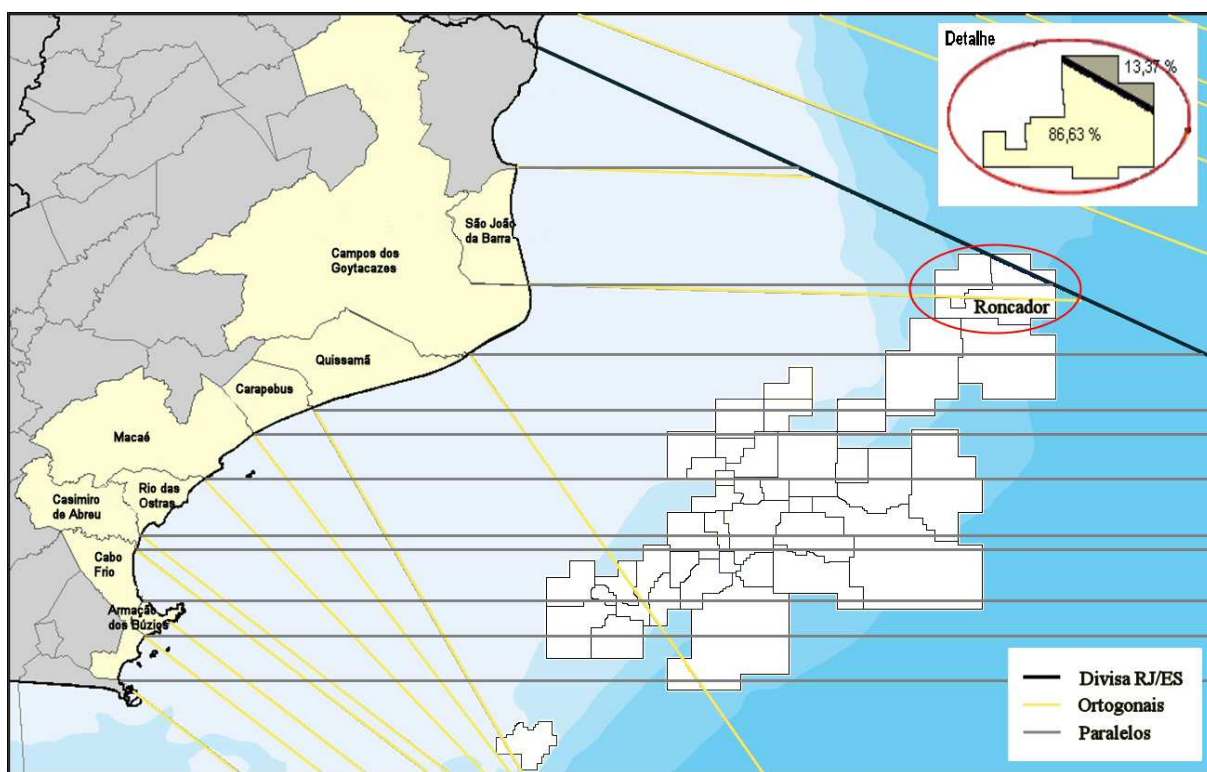 Detalhe
13,37 %
86,63 %
São João
da Barra
Campos dos
Goytacazes
Roncador
Quissamã
Carapebus
Macaé
Rio das
Ostras
Casimiro
de Abreu
Cabo
Frio
Armação
dos Búzios
Divisa RJ/ES
Ortogonais
Paralelos